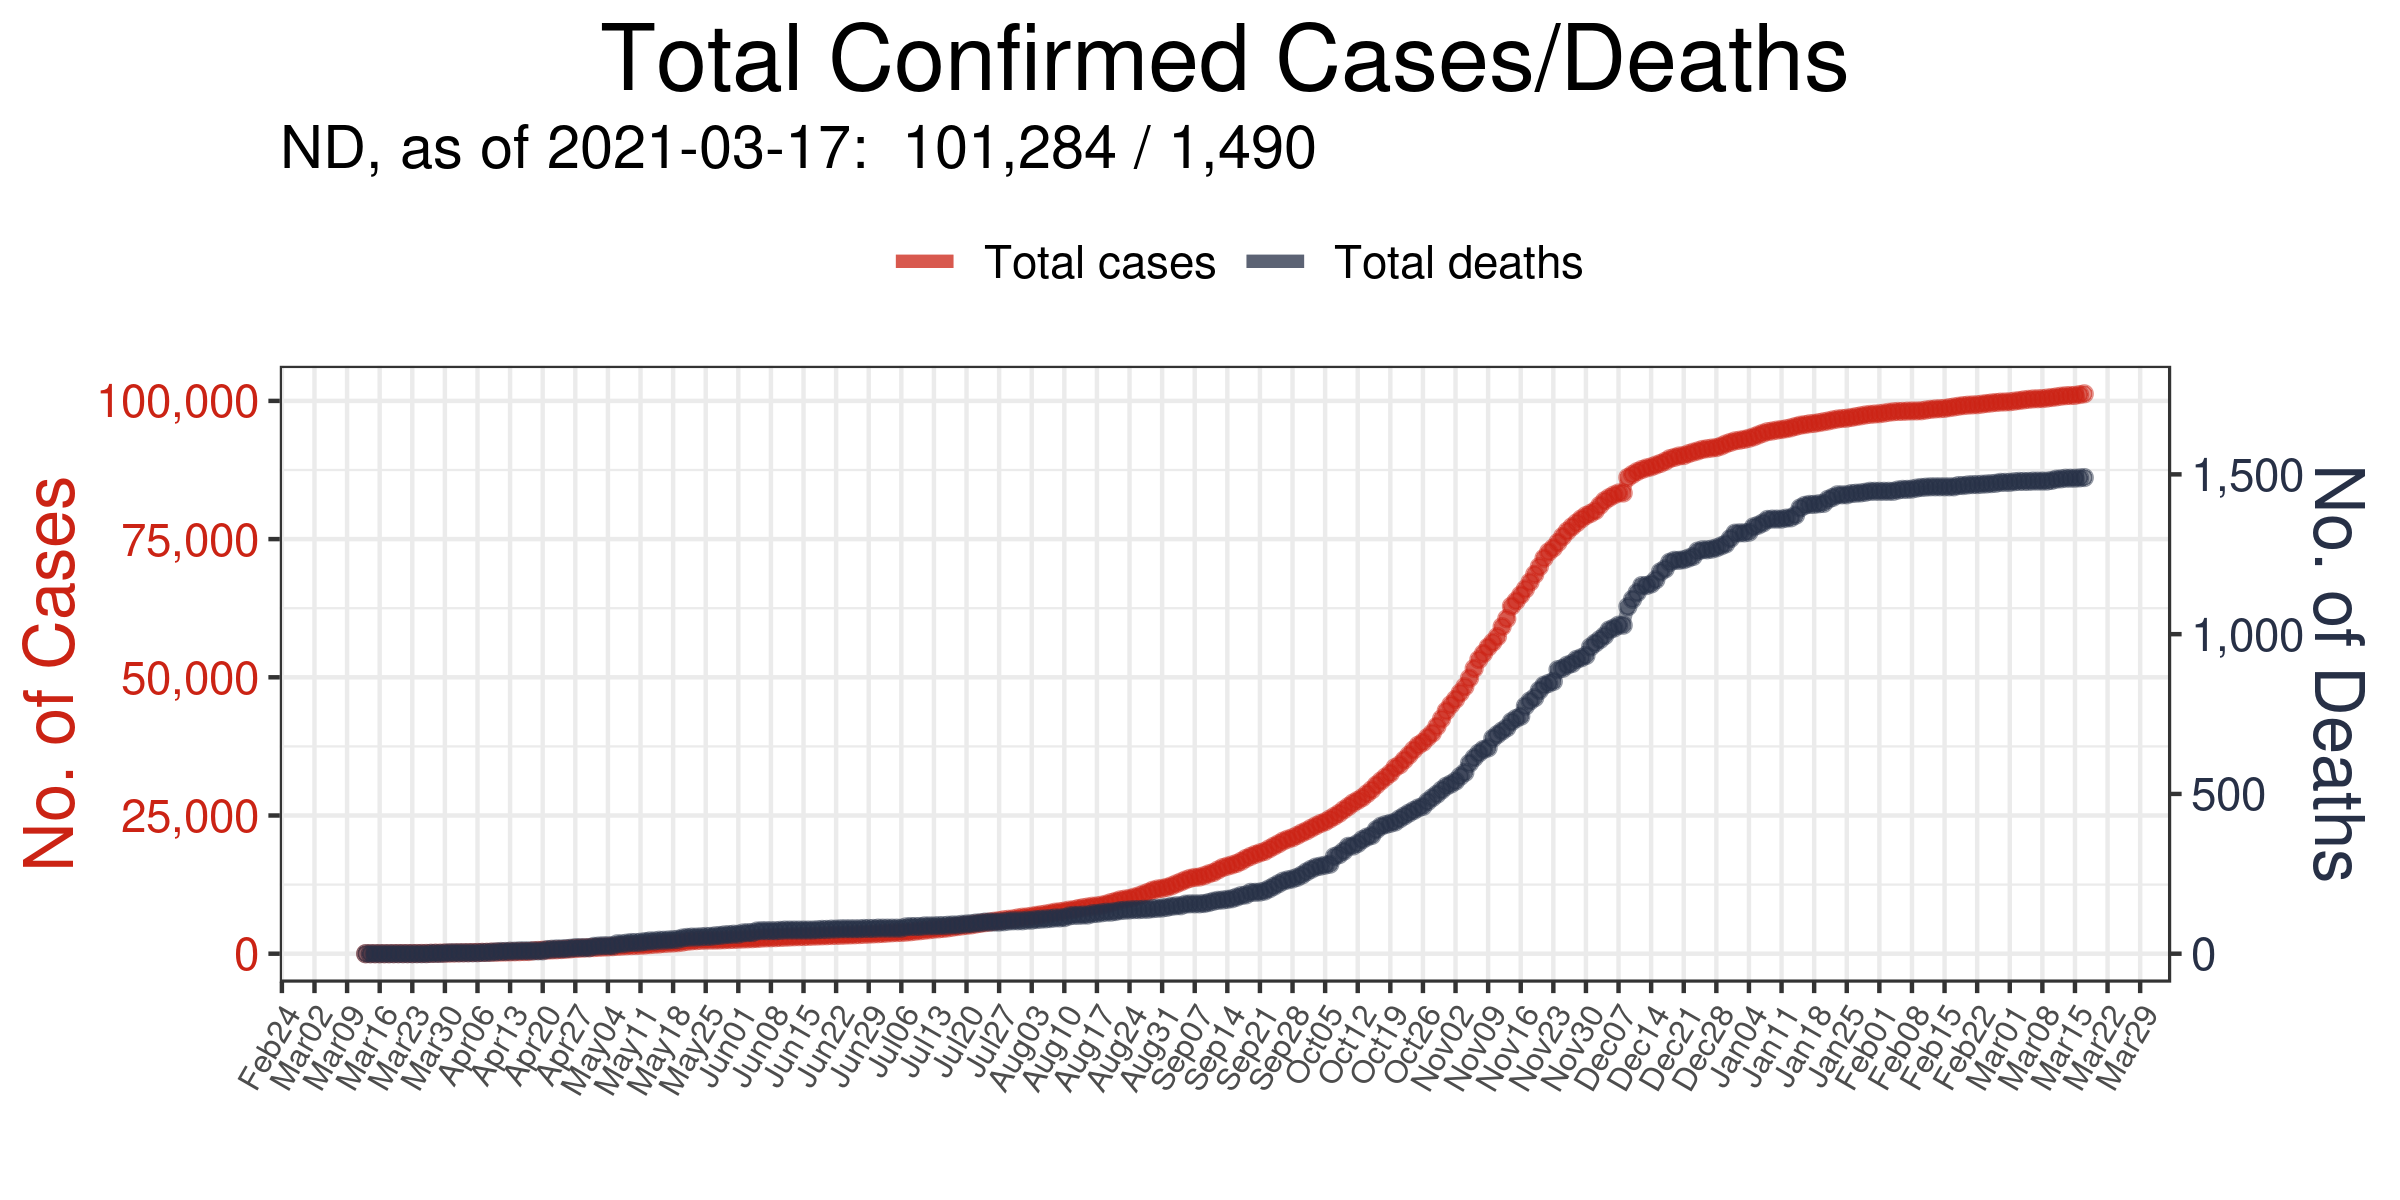 Total Confirmed Cases/Deaths
ND, as of 2021-03-17:  101,284 / 1,490
Total cases
Total deaths
No. of Cases
100,000
75,000
50,000
25,000
0
1,500
1,000
500
0
No. of Deaths
Feb24
Mar02
Mar09
Mar16
Mar23
Mar30
Apr06
Apr13
Apr20
Apr27
May04
May11
May18
May25
Jun01
Jun08
Jun15
Jun22
Jun29
Jul06
Jul13
Jul20
Jul27
Aug03
Aug10
Aug17
Aug24
Aug31
Sep07
Sep14
Sep21
Sep28
Oct05
Oct12
Oct19
Oct26
Nov02
Nov09
Nov16
Nov23
Nov30
Dec07
Dec14
Dec21
Dec28
Jan04
Jan11
Jan18
Jan25
Feb01
Feb08
Feb15
Feb22
Mar01
Mar08
Mar15
Mar22
Mar29